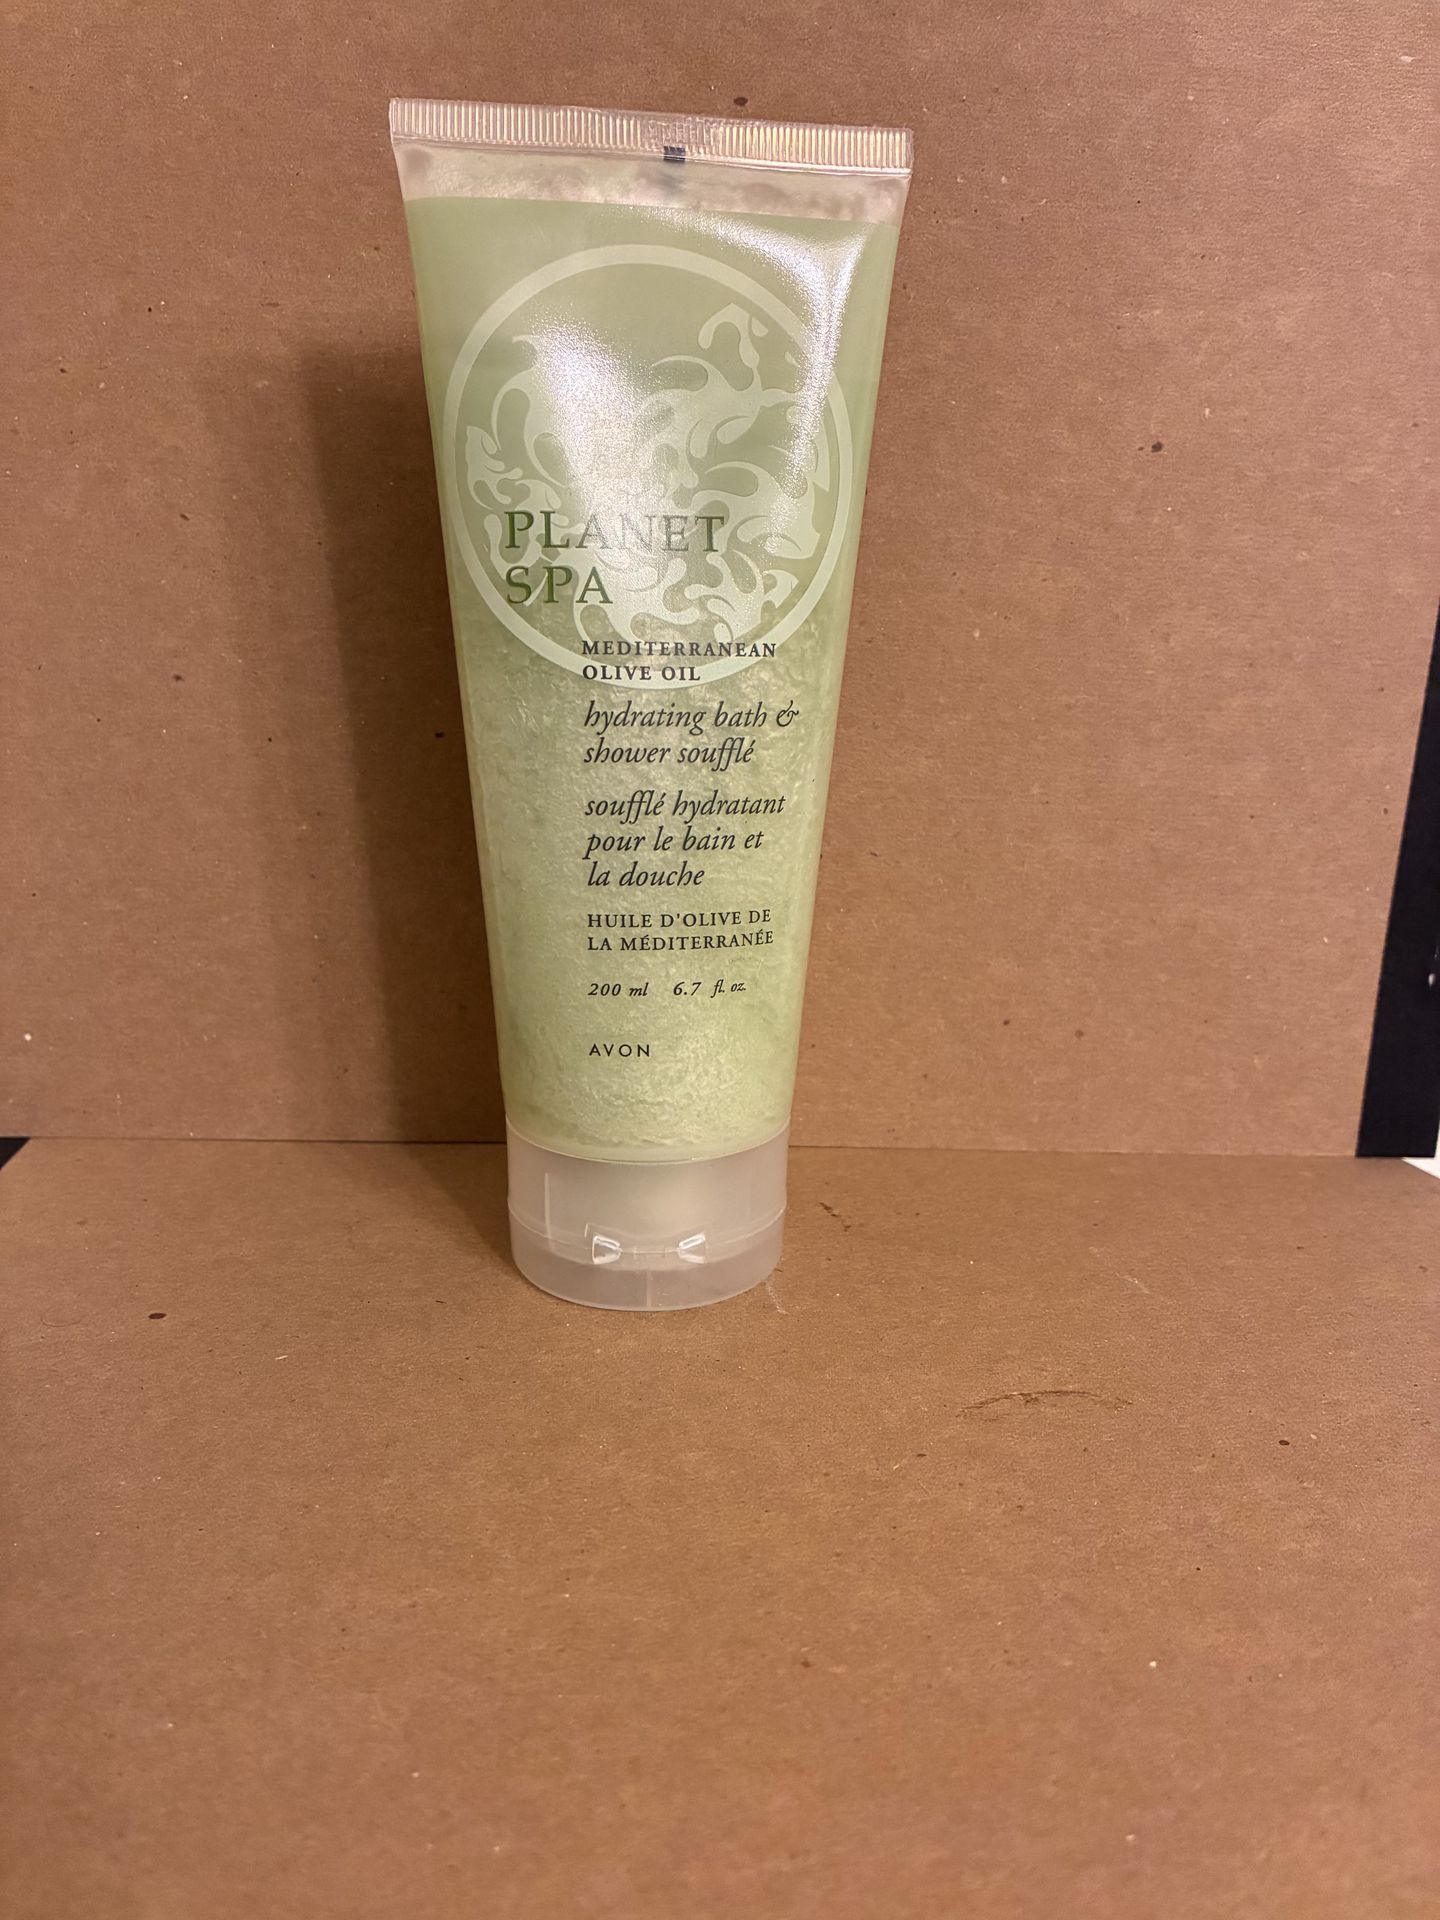 PLANET
SPA
MEDITERRANEAN
OLIVE OIL
hydrating bath &
shower soufflé
soufflé hydratant
pour le bain et
la douche
HUILE D'OLIVE DE
LA MÉDITERRANÉE
200 ml 6.7 fl. oz.
AVON